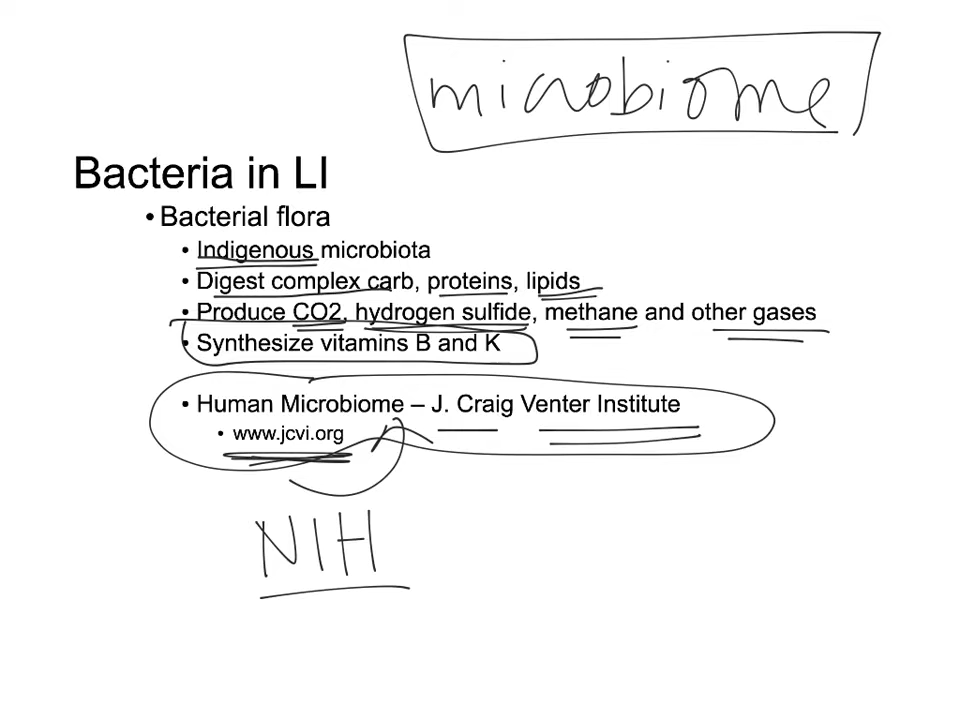 microbiome
Bacteria in LI
• Bacterial flora
• Indigenous microbiota
• Digest complex carb, proteins, lipids
• Produce CO2, hydrogen sulfide, methane and other gases
• Synthesize vitamins B and K
• Human Microbiome – J. Craig Venter Institute
• www.jcvi.org
NIH